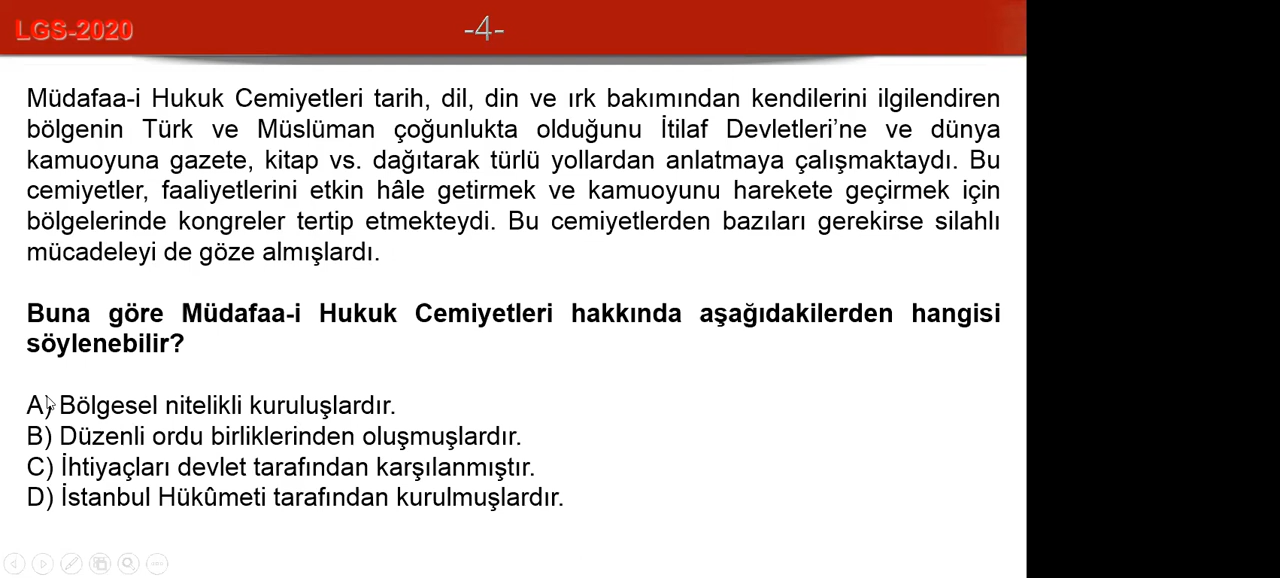 LGS-2020
-4-
Müdafaa-i Hukuk Cemiyetleri tarih, dil, din ve ırk bakımından kendilerini ilgilendiren
bölgenin Türk ve Müslüman çoğunlukta olduğunu İtilaf Devletleri’ne ve dünya
kamuoyuna gazete, kitap vs. dağıtarak türlü yollardan anlatmaya çalışmaktaydı. Bu
cemiyetler, faaliyetlerini etkin hâle getirmek ve kamuoyunu harekete geçirmek için
bölgelerinde kongreler tertip etmekteydi. Bu cemiyetlerden bazıları gerekirse silahlı
mücadeleyi de göze almışlardı.
Buna göre Müdafaa-i Hukuk Cemiyetleri hakkında aşağıdakilerden hangisi
söylenebilir?
A) Bölgesel nitelikli kuruluşlardır.
B) Düzenli ordu birliklerinden oluşmuşlardır.
C) İhtiyaçları devlet tarafından karşılanmıştır.
D) İstanbul Hükûmeti tarafından kurulmuşlardır.